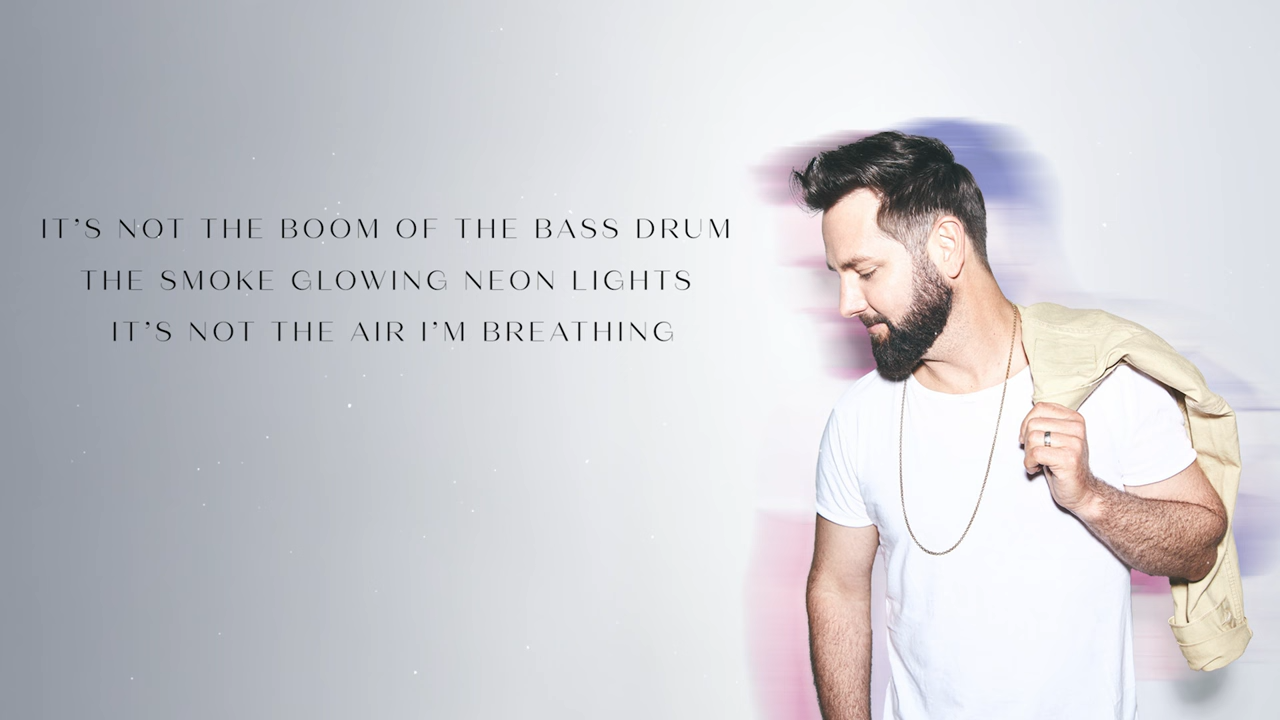 IT'S NOT THE BOOM OF THE BASS DRUM
THE SMOKE GLOWING NEON LIGHTS
IT'S NOT THE AIR I'M BREATHING